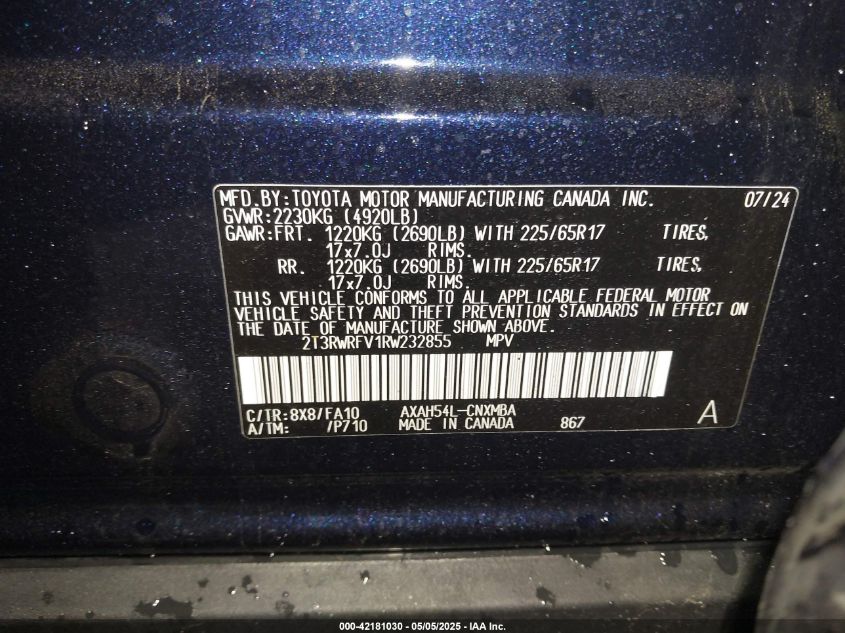 MFD.BY:TOYOTA MOTOR MANUFACTURING CANADA INC. 07/24
GVWR:2230KG (4920LB)
GAWR:FRT. 1220KG (2690LB) WITH 225/65R17 TIRES,
17x7.0J RIMS.
RR. 1220KG (2690LB) WITH 225/65R17 TIRES,
17x7.0J RIMS.
THIS VEHICLE CONFORMS TO ALL APPLICABLE FEDERAL MOTOR
VEHICLE SAFETY AND THEFT PREVENTION STANDARDS IN EFFECT ON
THE DATE OF MANUFACTURE SHOWN ABOVE.
2T3RWRFV1RW232855 MPV
C/TR:8X8/FA10 AXAH54L-CNXMBA
A/TM: /P710 MADE IN CANADA 867 A
000-42181030 - 05/05/2025 - IAA Inc.